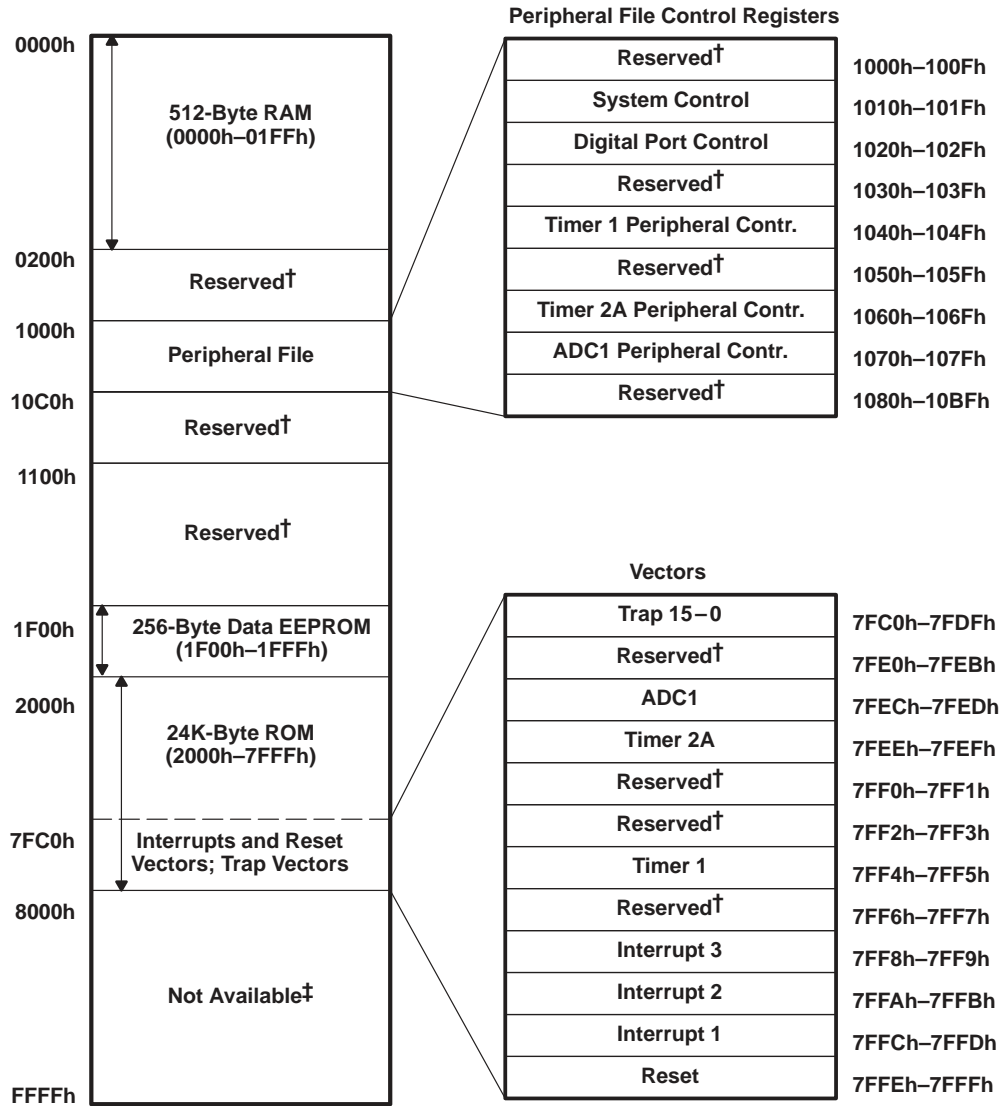 0000h
512-Byte RAM
(0000h–01FFh)
0200h
Reserved†
1000h
Peripheral File
10C0h
Reserved†
1100h
Reserved†
1F00h
256-Byte Data EEPROM
(1F00h–1FFFh)
2000h
24K-Byte ROM
(2000h–7FFFh)
7FC0h
Interrupts and Reset
Vectors; Trap Vectors
8000h
Not Available‡
FFFFh
Peripheral File Control Registers
Reserved† 1000h–100Fh
System Control 1010h–101Fh
Digital Port Control 1020h–102Fh
Reserved† 1030h–103Fh
Timer 1 Peripheral Contr. 1040h–104Fh
Reserved† 1050h–105Fh
Timer 2A Peripheral Contr. 1060h–106Fh
ADC1 Peripheral Contr. 1070h–107Fh
Reserved† 1080h–10BFh
Vectors
Trap 15–0 7FC0h–7FDFh
Reserved† 7FE0h–7FEBh
ADC1 7FECh–7FEDh
Timer 2A 7FEEh–7FEFh
Reserved† 7FF0h–7FF1h
Reserved† 7FF2h–7FF3h
Timer 1 7FF4h–7FF5h
Reserved† 7FF6h–7FF7h
Interrupt 3 7FF8h–7FF9h
Interrupt 2 7FFAh–7FFBh
Interrupt 1 7FFCh–7FFDh
Reset 7FFEh–7FFFh